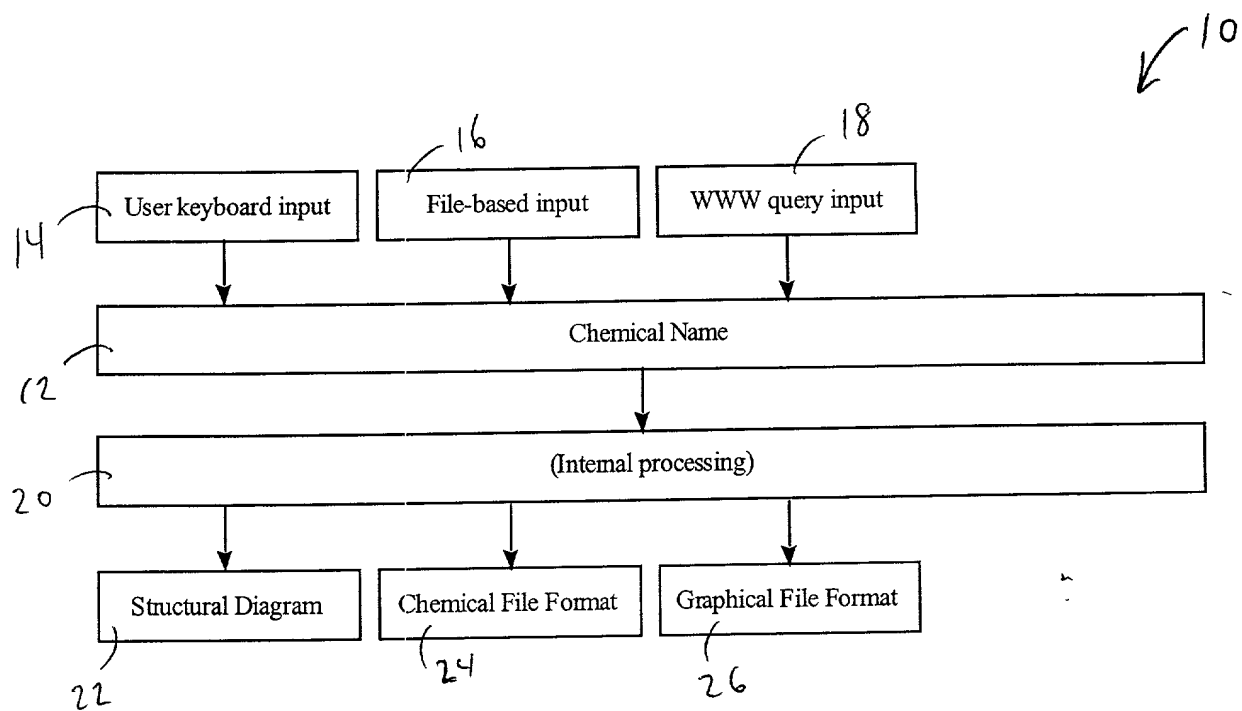 10
16
18
User keyboard input
File-based input
WWW query input
14
Chemical Name
12
(Internal processing)
20
Structural Diagram
Chemical File Format
Graphical File Format
22
24
26